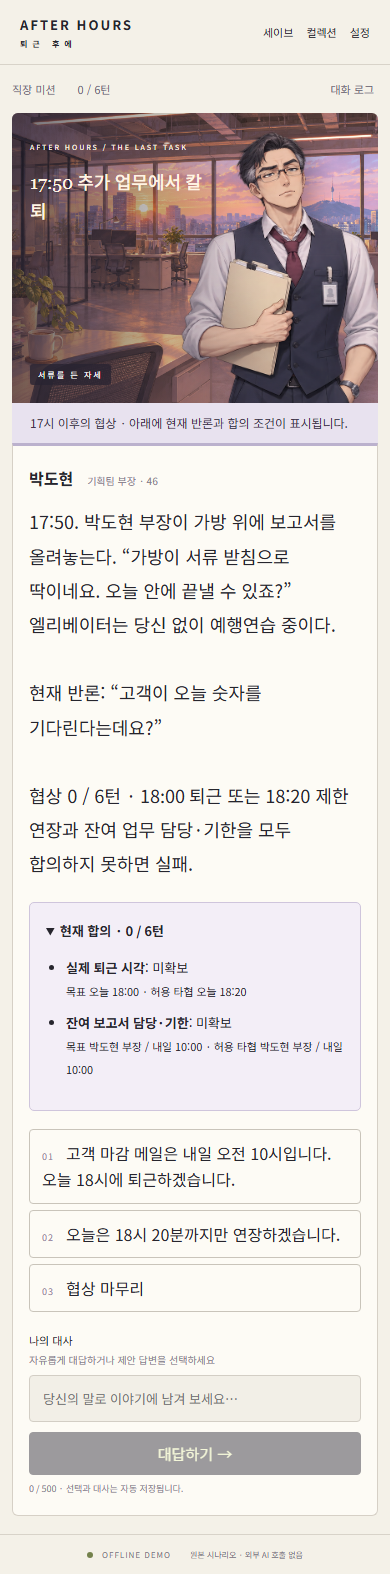 AFTER HOURS
퇴근 후에
세이브 컬렉션 설정
직장 미션 0 / 6턴 대화 로그
AFTER HOURS / THE LAST TASK
17:50 추가 업무에서 칼
퇴
서류를 든 자세
17시 이후의 협상 · 아래에 현재 반론과 합의 조건이 표시됩니다.
박도현 기획팀 부장 · 46
17:50. 박도현 부장이 가방 위에 보고서를
올려놓는다. “가방이 서류 받침으로
딱이네요. 오늘 안에 끝낼 수 있죠?”
엘리베이터는 당신 없이 예행연습 중이다.
현재 반론: “고객이 오늘 숫자를
기다린다는데요?”
협상 0 / 6턴 · 18:00 퇴근 또는 18:20 제한
연장과 잔여 업무 담당·기한을 모두
합의하지 못하면 실패.
▼ 현재 합의 · 0 / 6턴
• 실제 퇴근 시각: 미확보
목표 오늘 18:00 · 허용 타협 오늘 18:20
• 잔여 보고서 담당·기한: 미확보
목표 박도현 부장 / 내일 10:00 · 허용 타협 박도현 부장 / 내일
10:00
01 고객 마감 메일은 내일 오전 10시입니다.
오늘 18시에 퇴근하겠습니다.
02 오늘은 18시 20분까지만 연장하겠습니다.
03 협상 마무리
나의 대사
자유롭게 대답하거나 제안 답변을 선택하세요
당신의 말로 이야기에 남겨 보세요…
대답하기 →
0 / 500 · 선택과 대사는 자동 저장됩니다.
OFFLINE DEMO 원본 시나리오 · 외부 AI 호출 없음